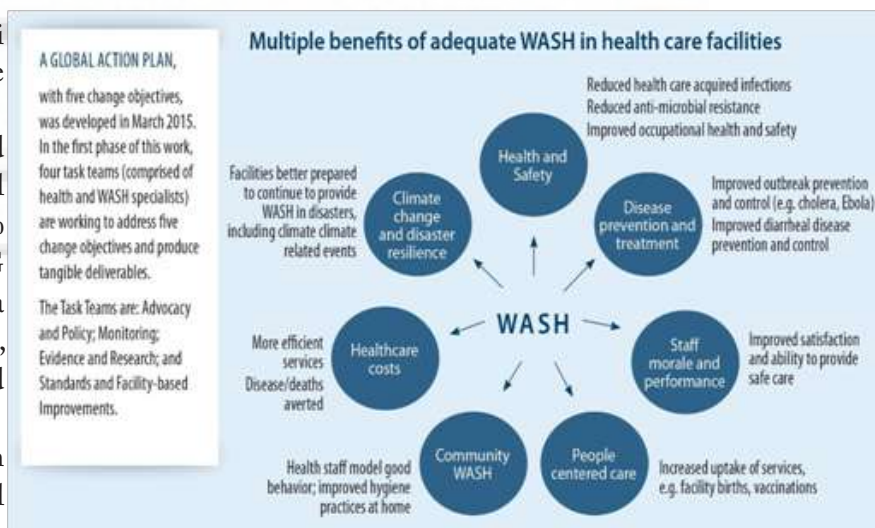 Multiple benefits of adequate WASH in health care facilities
A GLOBAL ACTION PLAN,
with five change objectives,
was developed in March 2015.
In the first phase of this work,
four task teams (comprised of
health and WASH specialists)
are working to address five
change objectives and produce
tangible deliverables.
The Task Teams are: Advocacy
and Policy; Monitoring;
Evidence and Research; and
Standards and Facility-based
Improvements.
Health and
Safety
Reduced health care acquired infections
Reduced anti-microbial resistance
Improved occupational health and safety
Disease
prevention and
treatment
Improved outbreak prevention
and control (e.g. cholera, Ebola)
Improved diarrheal disease
prevention and control
Staff
morale and
performance
Improved satisfaction
and ability to provide
safe care
People
centered care
Increased uptake of services,
e.g. facility births, vaccinations
Community
WASH
Health staff model good
behavior; improved hygiene
practices at home
Healthcare
costs
More efficient
services
Disease/deaths
averted
Climate
change
and disaster
resilience
Facilities better prepared
to continue to provide
WASH in disasters,
including climate climate
related events
WASH